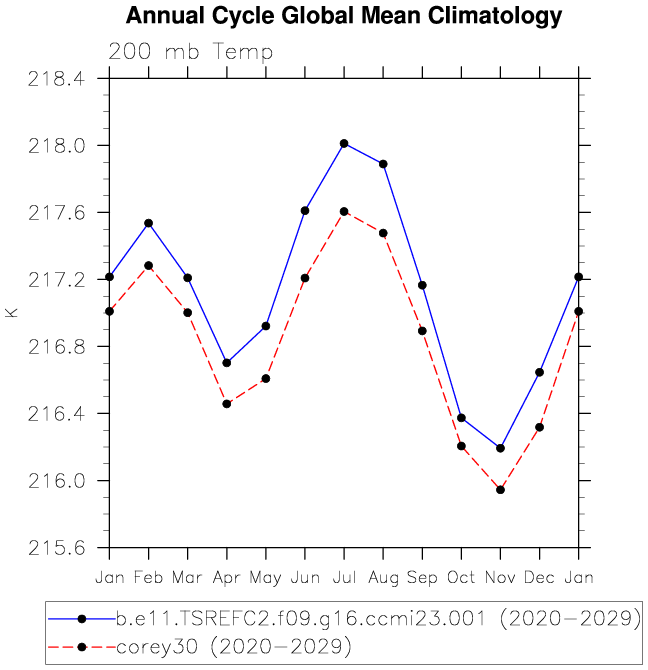 Annual Cycle Global Mean Climatology
200 mb Temp
218.4
218.0
217.6
217.2
216.8
216.4
216.0
215.6
K
Jan Feb Mar Apr May Jun Jul Aug Sep Oct Nov Dec Jan
b.e11.TSREFC2.f09.g16.ccmi23.001 (2020-2029)
corey30 (2020-2029)